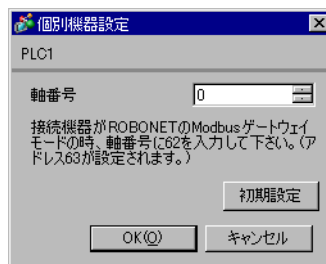 個別機器設定
PLC1
軸番号
0
接続機器がROBONETのModbusゲートウェイ
モードの時、軸番号に62を入力して下さい。(ア
ドレス63が設定されます。)
初期設定
OK(O)
キャンセル